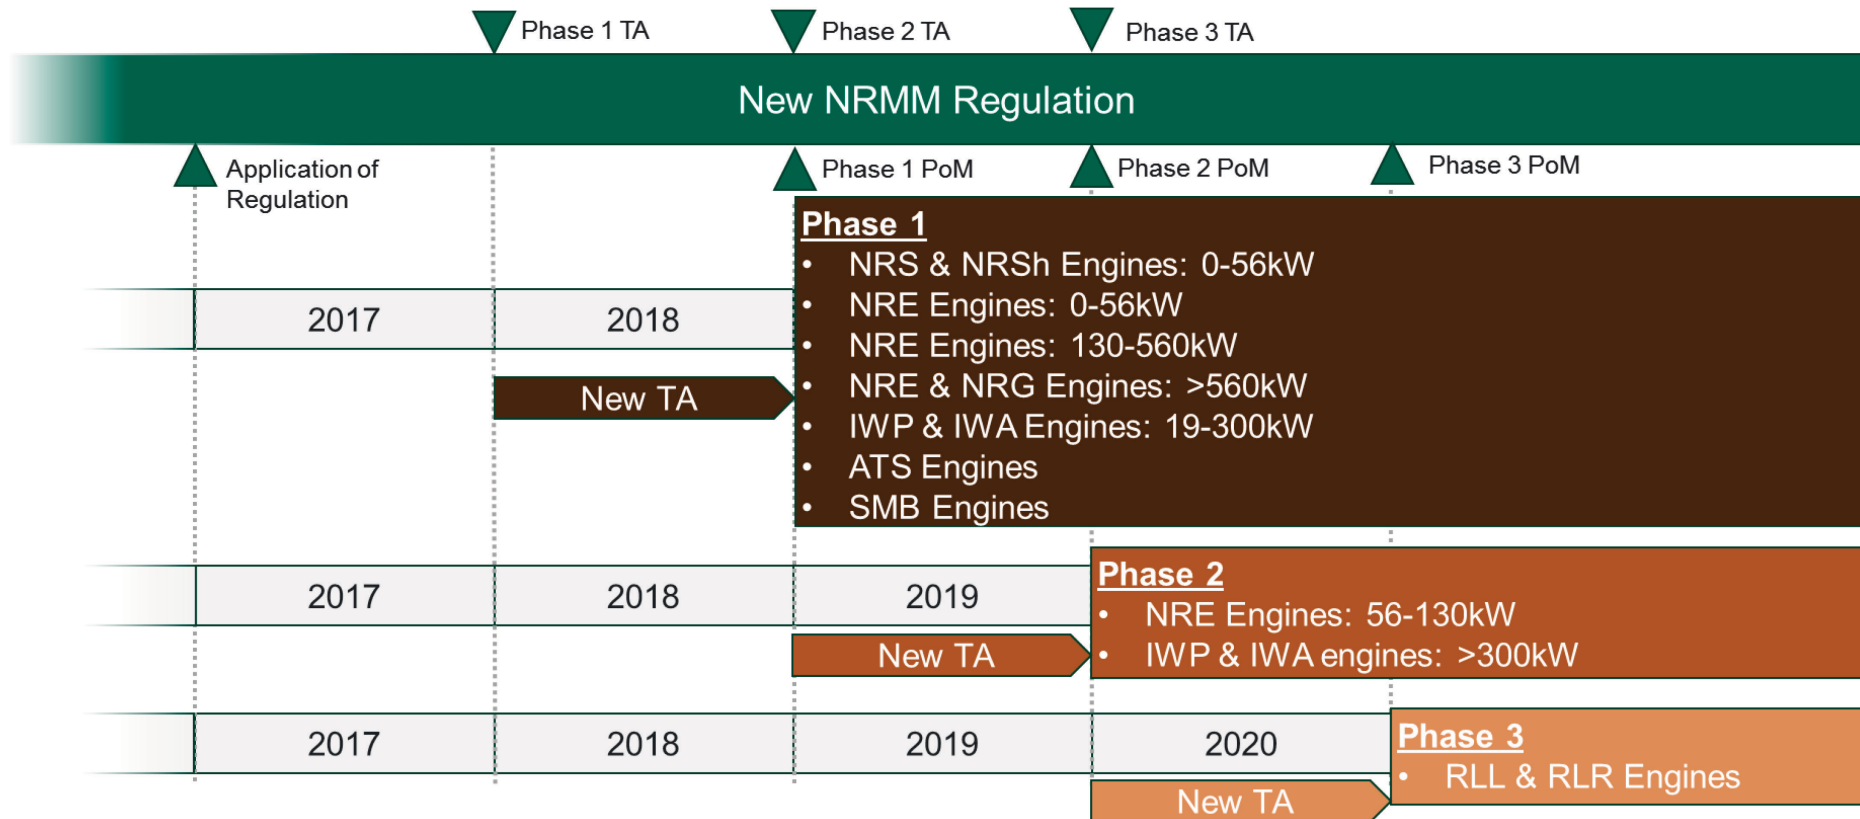 Phase 1 TA
Phase 2 TA
Phase 3 TA
New NRMM Regulation
Application of
Regulation
Phase 1 PoM
Phase 2 PoM
Phase 3 PoM
Phase 1
• NRS & NRSh Engines: 0-56kW
• NRE Engines: 0-56kW
• NRE Engines: 130-560kW
• NRE & NRG Engines: >560kW
• IWP & IWA Engines: 19-300kW
• ATS Engines
• SMB Engines
2017
2018
New TA
2017
2018
2019
New TA
Phase 2
• NRE Engines: 56-130kW
• IWP & IWA engines: >300kW
2017
2018
2019
2020
New TA
Phase 3
• RLL & RLR Engines